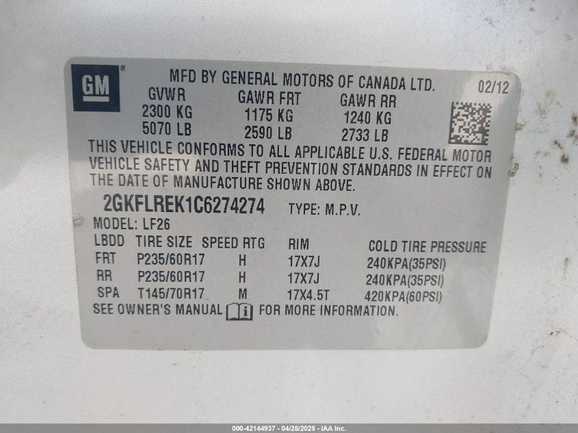 GM MFD BY GENERAL MOTORS OF CANADA LTD. 02/12
GVWR GAWR FRT GAWR RR
2300 KG 1175 KG 1240 KG
5070 LB 2590 LB 2733 LB
THIS VEHICLE CONFORMS TO ALL APPLICABLE U.S. FEDERAL MOTOR
VEHICLE SAFETY AND THEFT PREVENTION STANDARDS IN EFFECT ON
THE DATE OF MANUFACTURE SHOWN ABOVE.
2GKFLREK1C6274274 TYPE: M.P.V.
MODEL: LF26
LBDD TIRE SIZE SPEED RTG RIM COLD TIRE PRESSURE
FRT P235/60R17 H 17X7J 240KPA(35PSI)
RR P235/60R17 H 17X7J 240KPA(35PSI)
SPA T145/70R17 M 17X4.5T 420KPA(60PSI)
SEE OWNER'S MANUAL FOR MORE INFORMATION.
000-42164937 - 04/28/2025 - IAA Inc.